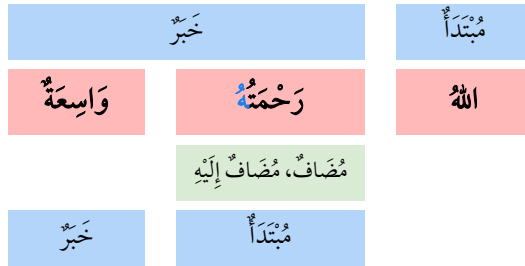 مُبْتَدَأٌ خَبَرٌ
اللهُ رَحْمَتُهُ وَاسِعَةٌ
مُضَافٌ، مُضَافٌ إِلَيْهِ
مُبْتَدَأٌ خَبَرٌ